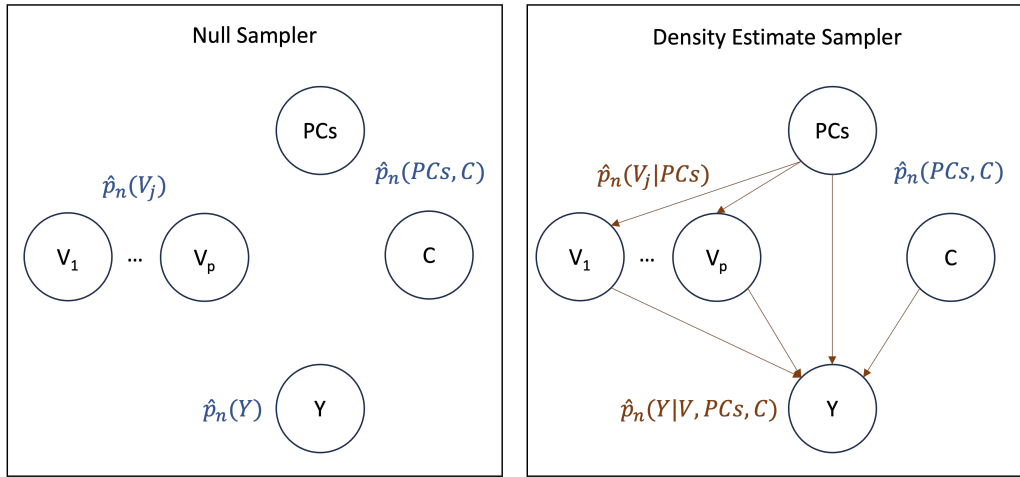 Null Sampler
PCs
p̂ₙ(PCs, C)
p̂ₙ(Vⱼ)
V₁ ... Vₚ C
p̂ₙ(Y) Y
Density Estimate Sampler
PCs
p̂ₙ(Vⱼ|PCs) p̂ₙ(PCs, C)
V₁ ... Vₚ C
p̂ₙ(Y|V, PCs, C) Y